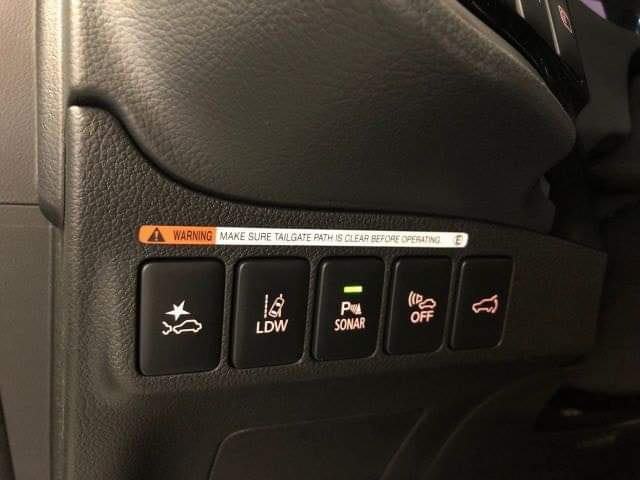 WARNING MAKE SURE TAILGATE PATH IS CLEAR BEFORE OPERATING. E
LDW
P
SONAR
OFF